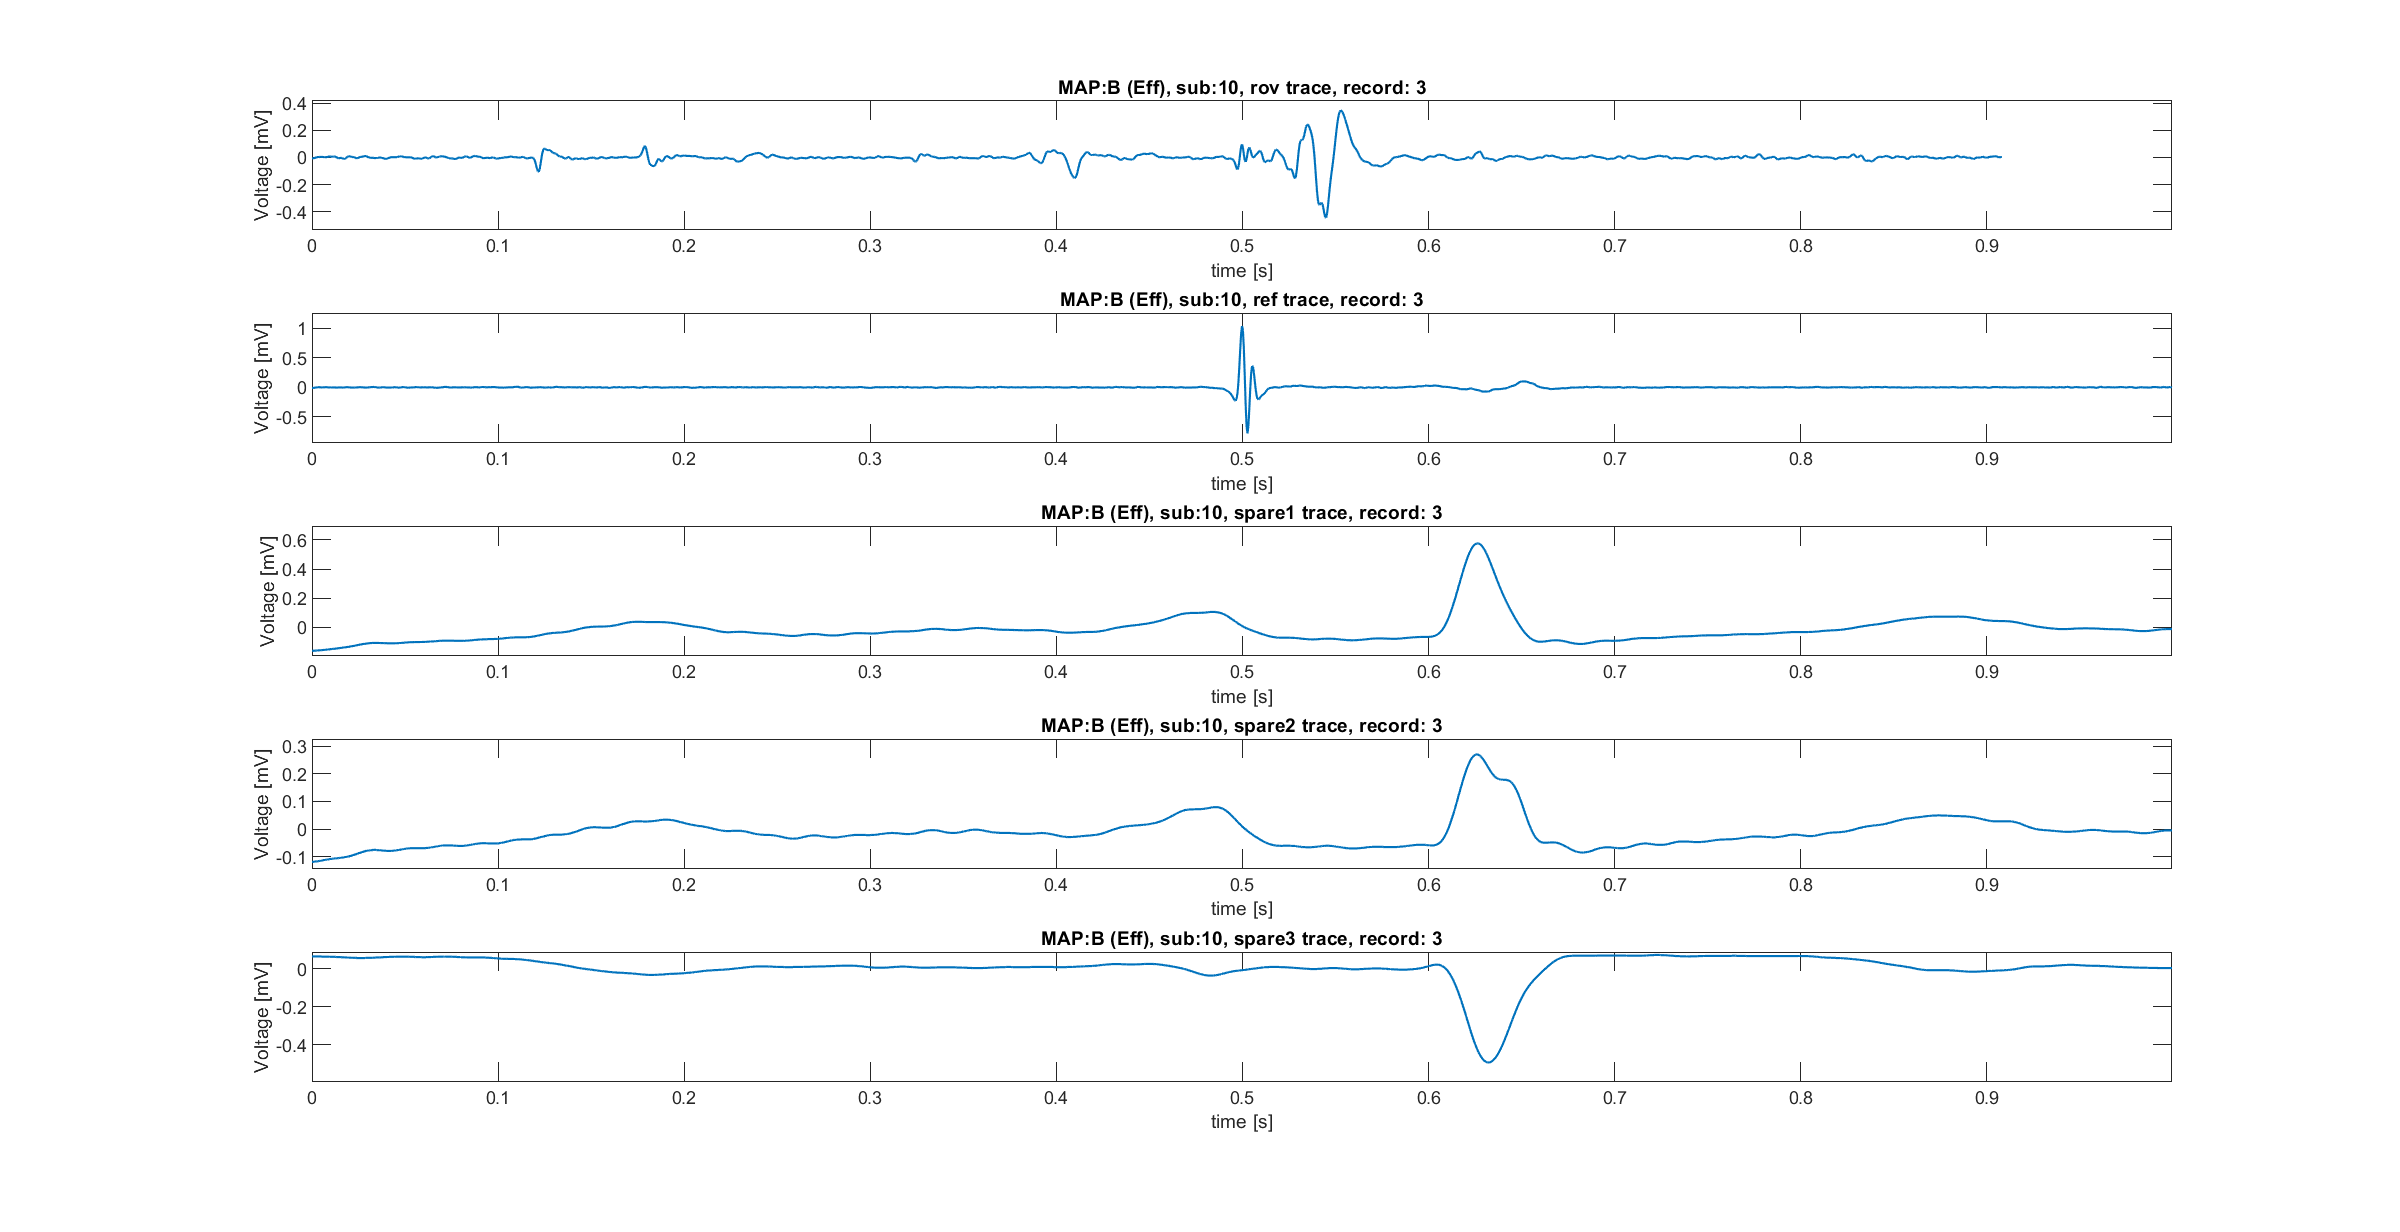 MAP:B (Eff), sub:10, rov trace, record: 3
Voltage [mV]
0.4
0.2
0
-0.2
-0.4
0 0.1 0.2 0.3 0.4 0.5 0.6 0.7 0.8 0.9
time [s]
MAP:B (Eff), sub:10, ref trace, record: 3
Voltage [mV]
1
0.5
0
-0.5
0 0.1 0.2 0.3 0.4 0.5 0.6 0.7 0.8 0.9
time [s]
MAP:B (Eff), sub:10, spare1 trace, record: 3
Voltage [mV]
0.6
0.4
0.2
0
0 0.1 0.2 0.3 0.4 0.5 0.6 0.7 0.8 0.9
time [s]
MAP:B (Eff), sub:10, spare2 trace, record: 3
Voltage [mV]
0.3
0.2
0.1
0
-0.1
0 0.1 0.2 0.3 0.4 0.5 0.6 0.7 0.8 0.9
time [s]
MAP:B (Eff), sub:10, spare3 trace, record: 3
Voltage [mV]
0
-0.2
-0.4
0 0.1 0.2 0.3 0.4 0.5 0.6 0.7 0.8 0.9
time [s]